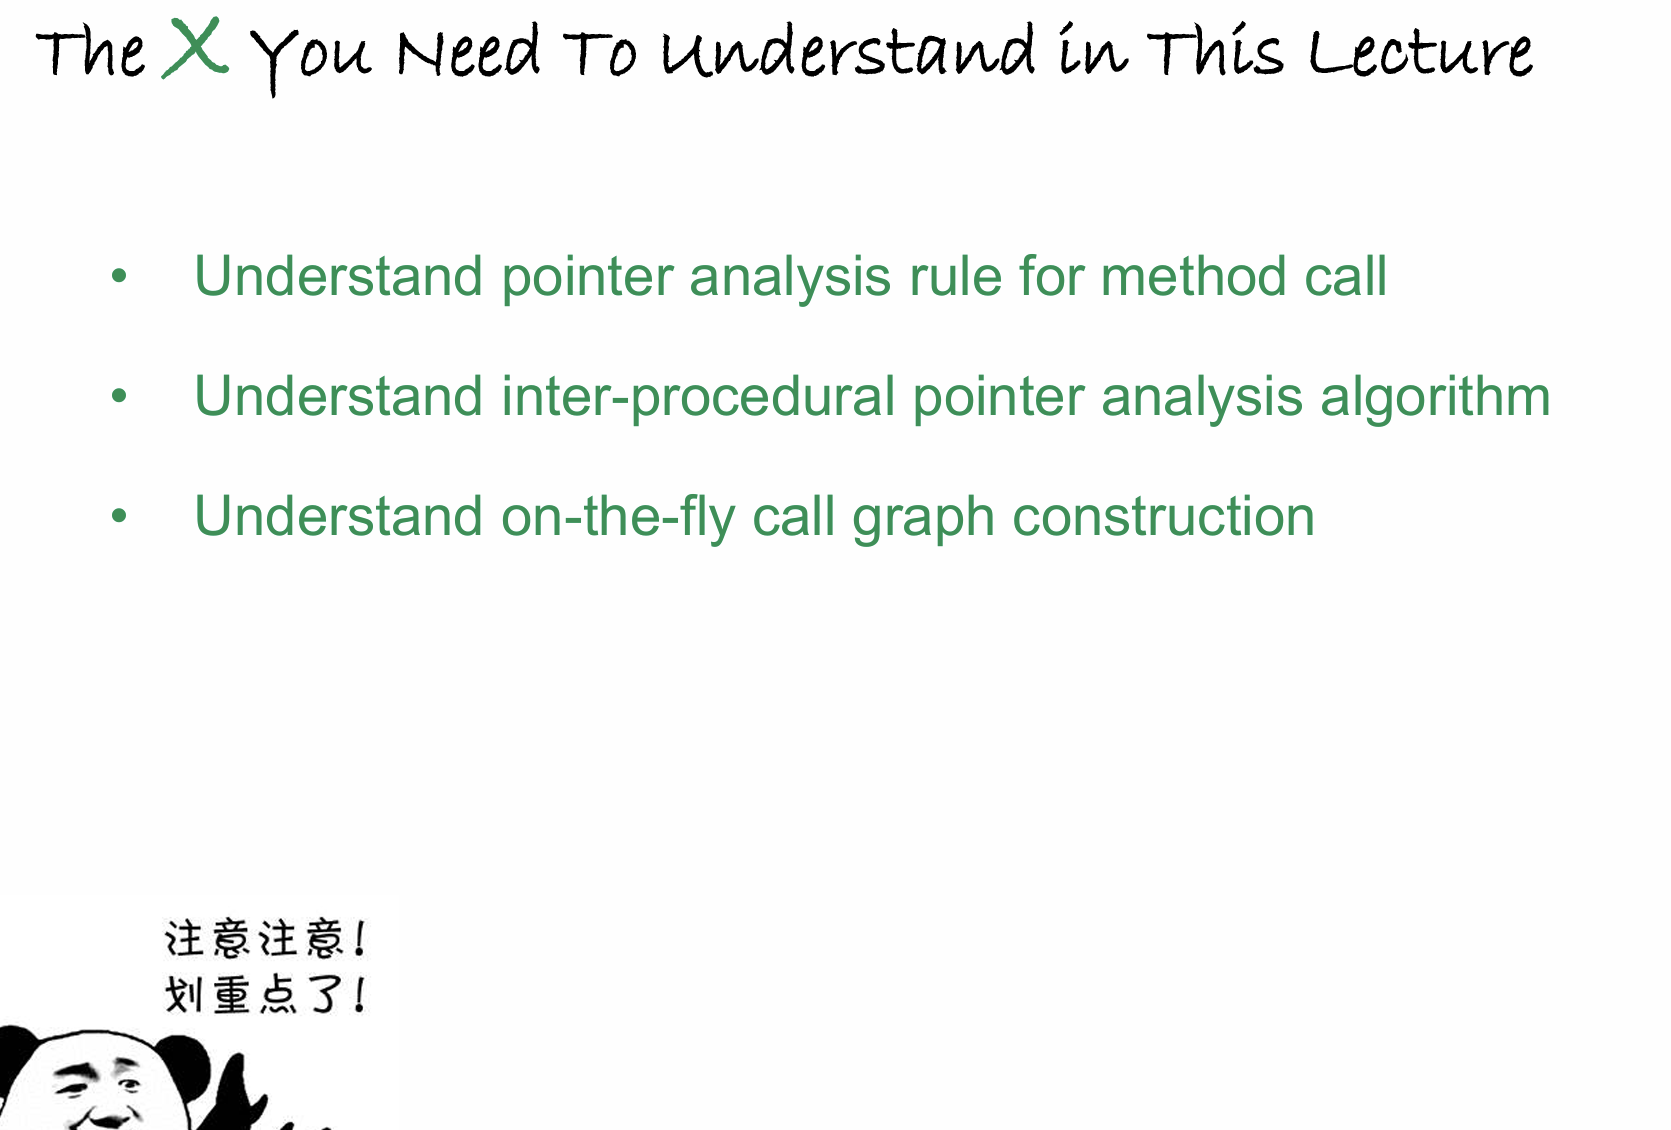 The X You Need To Understand in This Lecture
• Understand pointer analysis rule for method call
• Understand inter-procedural pointer analysis algorithm
• Understand on-the-fly call graph construction
注意注意!
划重点了!